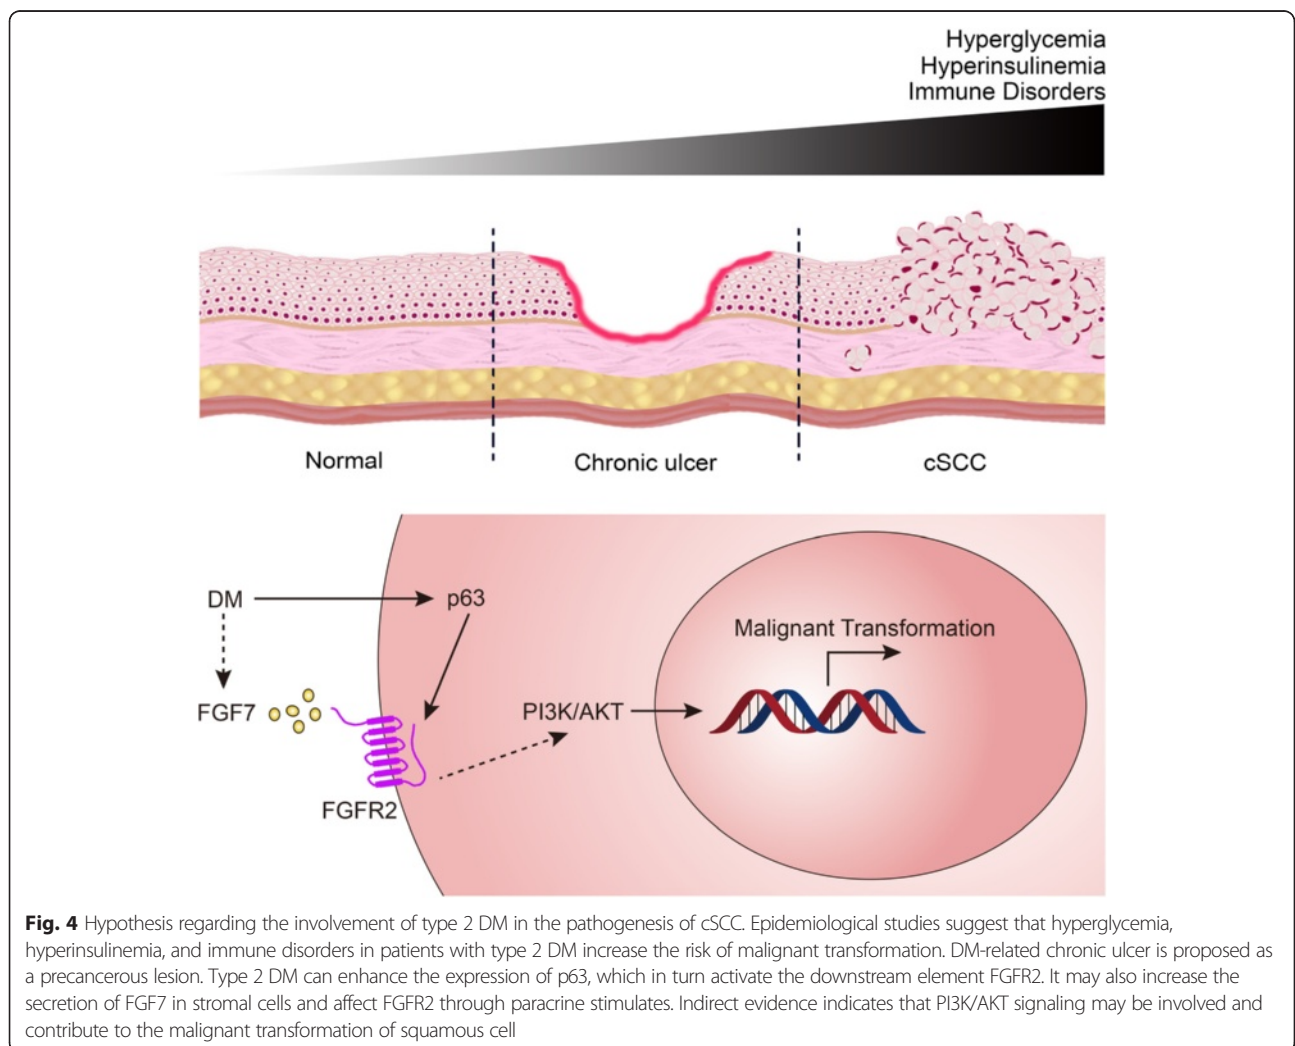 Hyperglycemia
Hyperinsulinemia
Immune Disorders
Normal
Chronic ulcer
cSCC
DM
p63
Malignant Transformation
FGF7
PI3K/AKT
FGFR2
Fig. 4 Hypothesis regarding the involvement of type 2 DM in the pathogenesis of cSCC. Epidemiological studies suggest that hyperglycemia,
hyperinsulinemia, and immune disorders in patients with type 2 DM increase the risk of malignant transformation. DM-related chronic ulcer is proposed as
a precancerous lesion. Type 2 DM can enhance the expression of p63, which in turn activate the downstream element FGFR2. It may also increase the
secretion of FGF7 in stromal cells and affect FGFR2 through paracrine stimulates. Indirect evidence indicates that PI3K/AKT signaling may be involved and
contribute to the malignant transformation of squamous cell